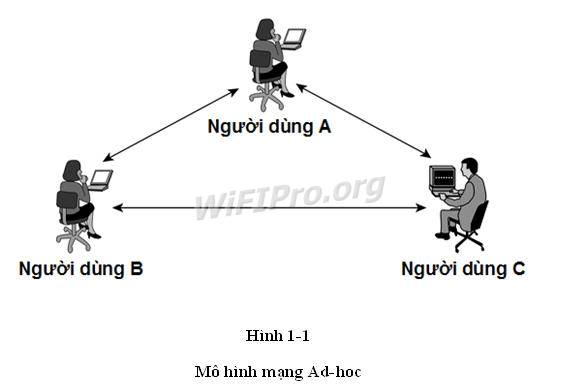 Người dùng A
WiFIPro.org
Người dùng B
Người dùng C
Hình 1-1
Mô hình mạng Ad-hoc